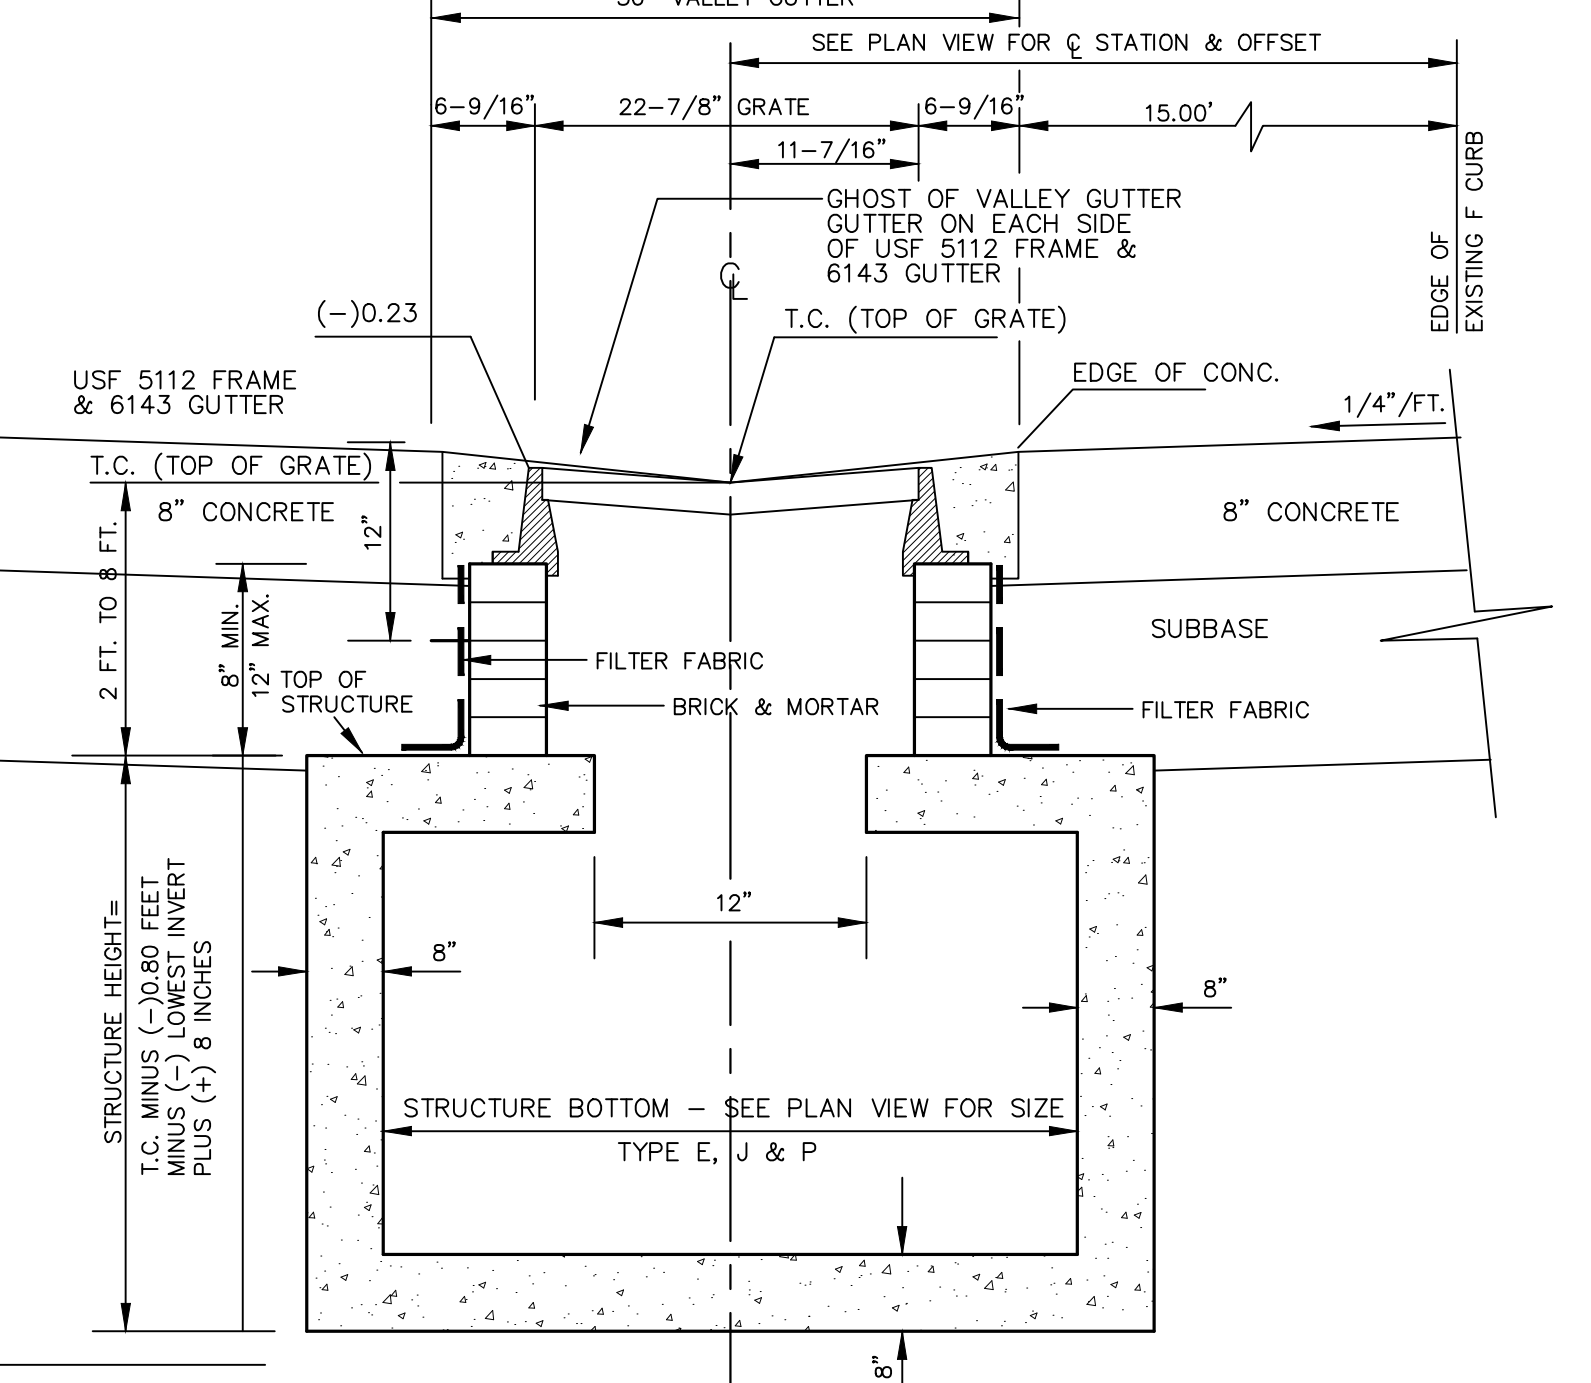 SEE PLAN VIEW FOR ℄ STATION & OFFSET
6-9/16"
22-7/8" GRATE
6-9/16"
15.00'
11-7/16"
GHOST OF VALLEY GUTTER
GUTTER ON EACH SIDE
OF USF 5112 FRAME &
6143 GUTTER
EDGE OF
EXISTING F CURB
℄
(-)0.23
T.C. (TOP OF GRATE)
USF 5112 FRAME
& 6143 GUTTER
EDGE OF CONC.
1/4"/FT.
T.C. (TOP OF GRATE)
8" CONCRETE
8" CONCRETE
12"
2 FT. TO 8 FT.
8" MIN.
12" MAX.
SUBBASE
TOP OF
STRUCTURE
FILTER FABRIC
BRICK & MORTAR
FILTER FABRIC
12"
8"
8"
STRUCTURE HEIGHT=
T.C. MINUS (-)0.80 FEET
MINUS (-) LOWEST INVERT
PLUS (+) 8 INCHES
STRUCTURE BOTTOM - SEE PLAN VIEW FOR SIZE
TYPE E, J & P
8"